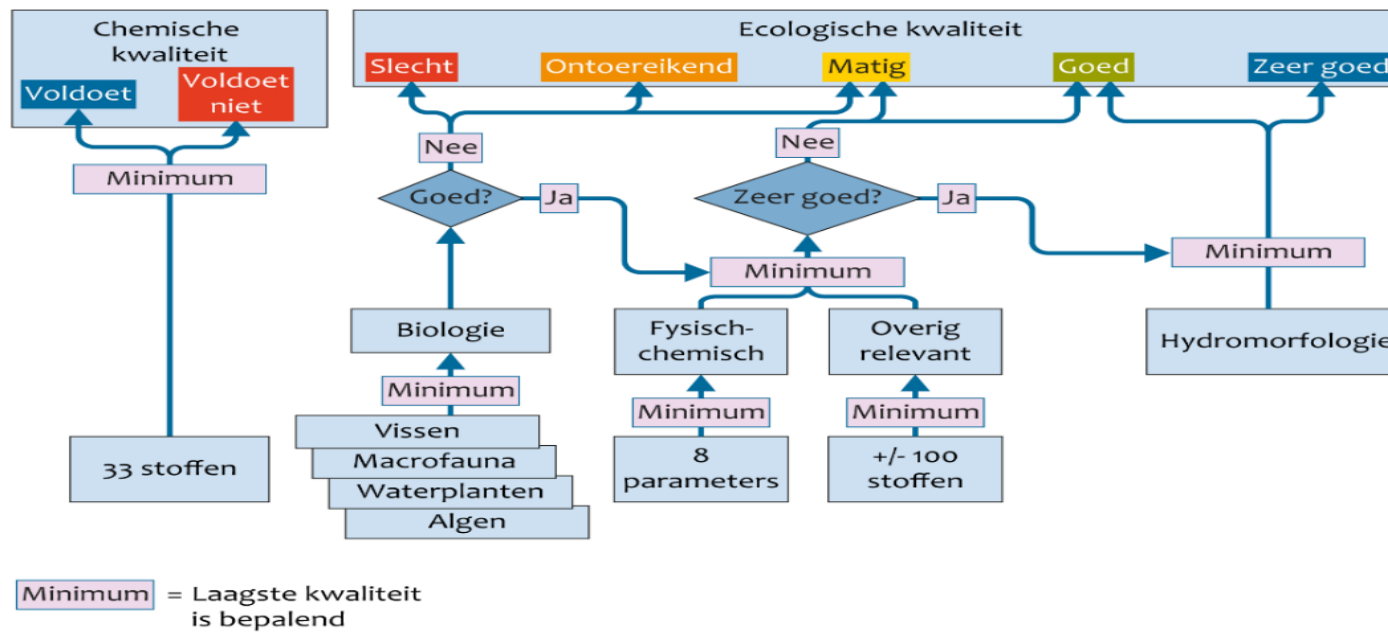 Chemische
kwaliteit
Voldoet
Voldoet
niet
Minimum
33 stoffen
Ecologische kwaliteit
Slecht
Ontoereikend
Matig
Goed
Zeer goed
Nee
Nee
Goed?
Ja
Zeer goed?
Ja
Minimum
Minimum
Biologie
Fysisch-
chemisch
Overig
relevant
Hydromorfologie
Minimum
Minimum
Minimum
Vissen
Macrofauna
Waterplanten
Algen
8
parameters
+/- 100
stoffen
Minimum = Laagste kwaliteit
is bepalend